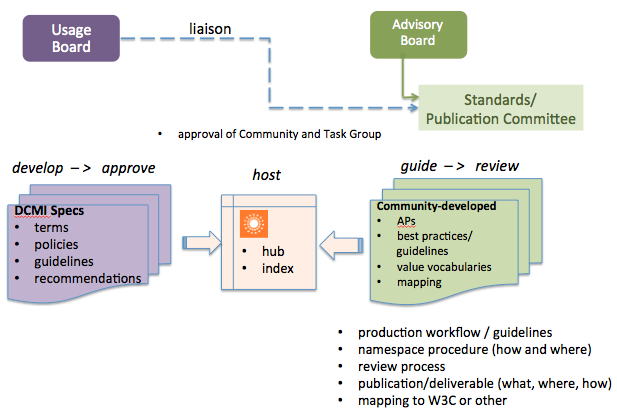 Usage
Board
liaison
Advisory
Board
Standards/
Publication Committee
• approval of Community and Task Group
develop –> approve
host
guide –> review
DCMI Specs
• terms
• policies
• guidelines
• recommendations
• hub
• index
Community-developed
• APs
• best practices/
guidelines
• value vocabularies
• mapping
• production workflow / guidelines
• namespace procedure (how and where)
• review process
• publication/deliverable (what, where, how)
• mapping to W3C or other